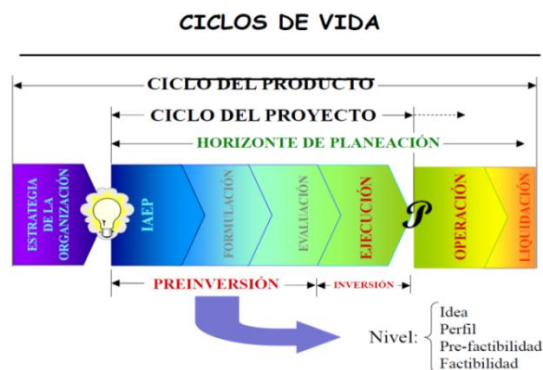 CICLOS DE VIDA
CICLO DEL PRODUCTO
CICLO DEL PROYECTO
HORIZONTE DE PLANEACIÓN
ESTRATEGIA
DE LA
ORGANIZACIÓN
IAEP
FORMULACIÓN
EVALUACIÓN
EJECUCIÓN
P
OPERACIÓN
LIQUIDACIÓN
PREINVERSIÓN
INVERSIÓN
Nivel:
Idea
Perfil
Pre-factibilidad
Factibilidad